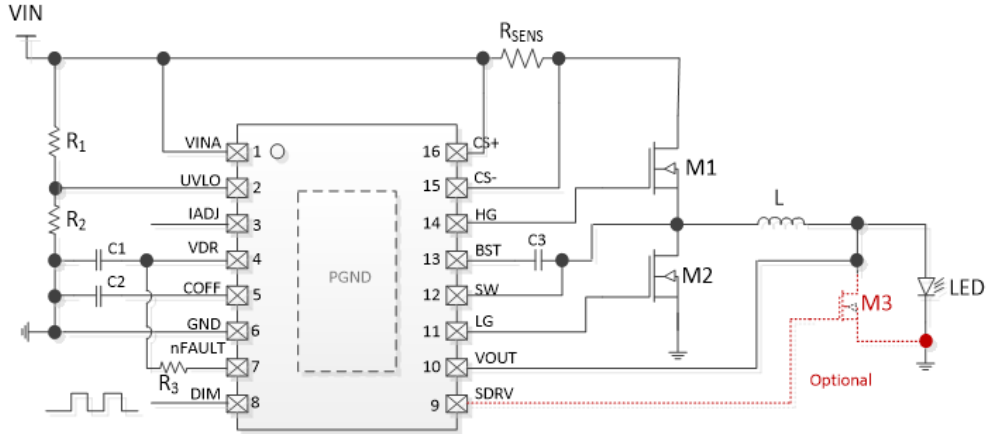 VIN
RSENS
R1
VINA
1
16
CS+
M1
UVLO
2
15
CS-
R2
IADJ
3
14
HG
L
C1
VDR
4
13
BST
C3
PGND
M2
C2
COFF
5
12
SW
LED
M3
GND
6
11
LG
nFAULT
7
10
VOUT
R3
Optional
DIM
8
9
SDRV